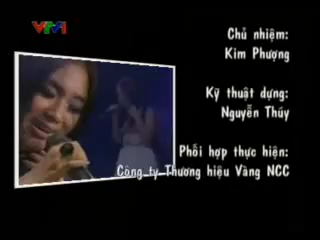 VTV1
Chủ nhiệm:
Kim Phượng
Kỹ thuật dựng:
Nguyễn Thúy
Phối hợp thực hiện:
Công ty Thương hiệu Vàng NCC